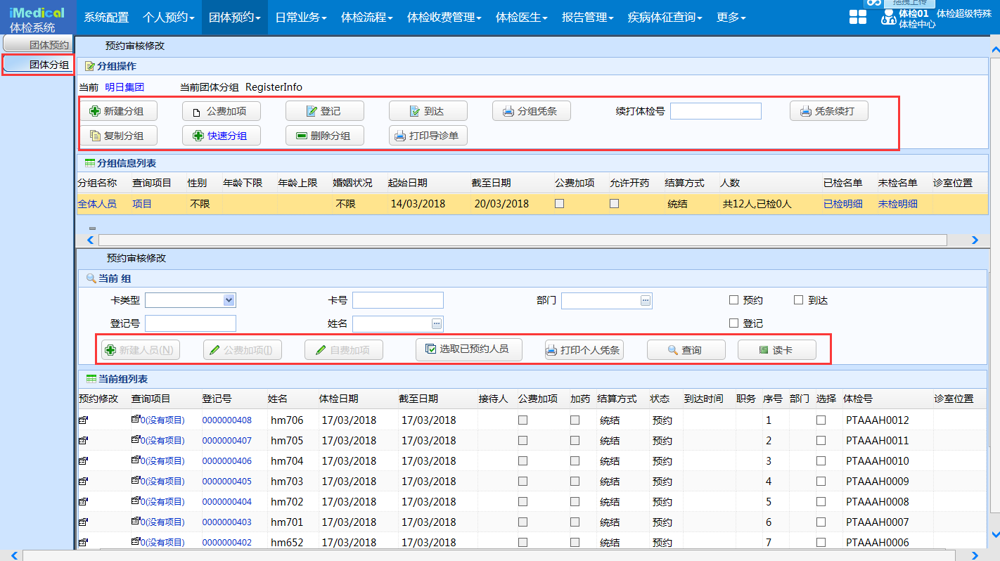 iMedical
体检系统
系统配置 个人预约 团体预约 日常业务 体检流程 体检收费管理 体检医生 报告管理 疾病体征查询 更多
拖拽上传
体检01 体检超级特殊
体检中心
团体预约
团体分组
预约审核修改
分组操作
当前 明日集团 当前团体分组 RegisterInfo
新建分组 公费加项 登记 到达 分组凭条 续打体检号 凭条续打
复制分组 快速分组 删除分组 打印导诊单
分组信息列表
分组名称 查询项目 性别 年龄下限 年龄上限 婚姻状况 起始日期 截至日期 公费加项 允许开药 结算方式 人数 已检名单 未检名单 诊室位置
全体人员 项目 不限 不限 14/03/2018 20/03/2018 统结 共12人,已检0人 已检明细 未检明细
预约审核修改
当前 组
卡类型 卡号 部门 预约 到达
登记号 姓名 登记
新建人员(N) 公费加项(I) 自费加项 选取已预约人员 打印个人凭条 查询 读卡
当前组列表
预约修改 查询项目 登记号 姓名 体检日期 截至日期 接待人 公费加项 加药 结算方式 状态 到达时间 职务 序号 部门 选择 体检号 诊室位置
0(没有项目) 0000000408 hm706 17/03/2018 17/03/2018 统结 预约 1 PTAAAH0012
0(没有项目) 0000000407 hm705 17/03/2018 17/03/2018 统结 预约 2 PTAAAH0011
0(没有项目) 0000000406 hm704 17/03/2018 17/03/2018 统结 预约 3 PTAAAH0010
0(没有项目) 0000000405 hm703 17/03/2018 17/03/2018 统结 预约 4 PTAAAH0009
0(没有项目) 0000000404 hm702 17/03/2018 17/03/2018 统结 预约 5 PTAAAH0008
0(没有项目) 0000000403 hm701 17/03/2018 17/03/2018 统结 预约 6 PTAAAH0007
0(没有项目) 0000000402 hm652 17/03/2018 17/03/2018 统结 预约 7 PTAAAH0006